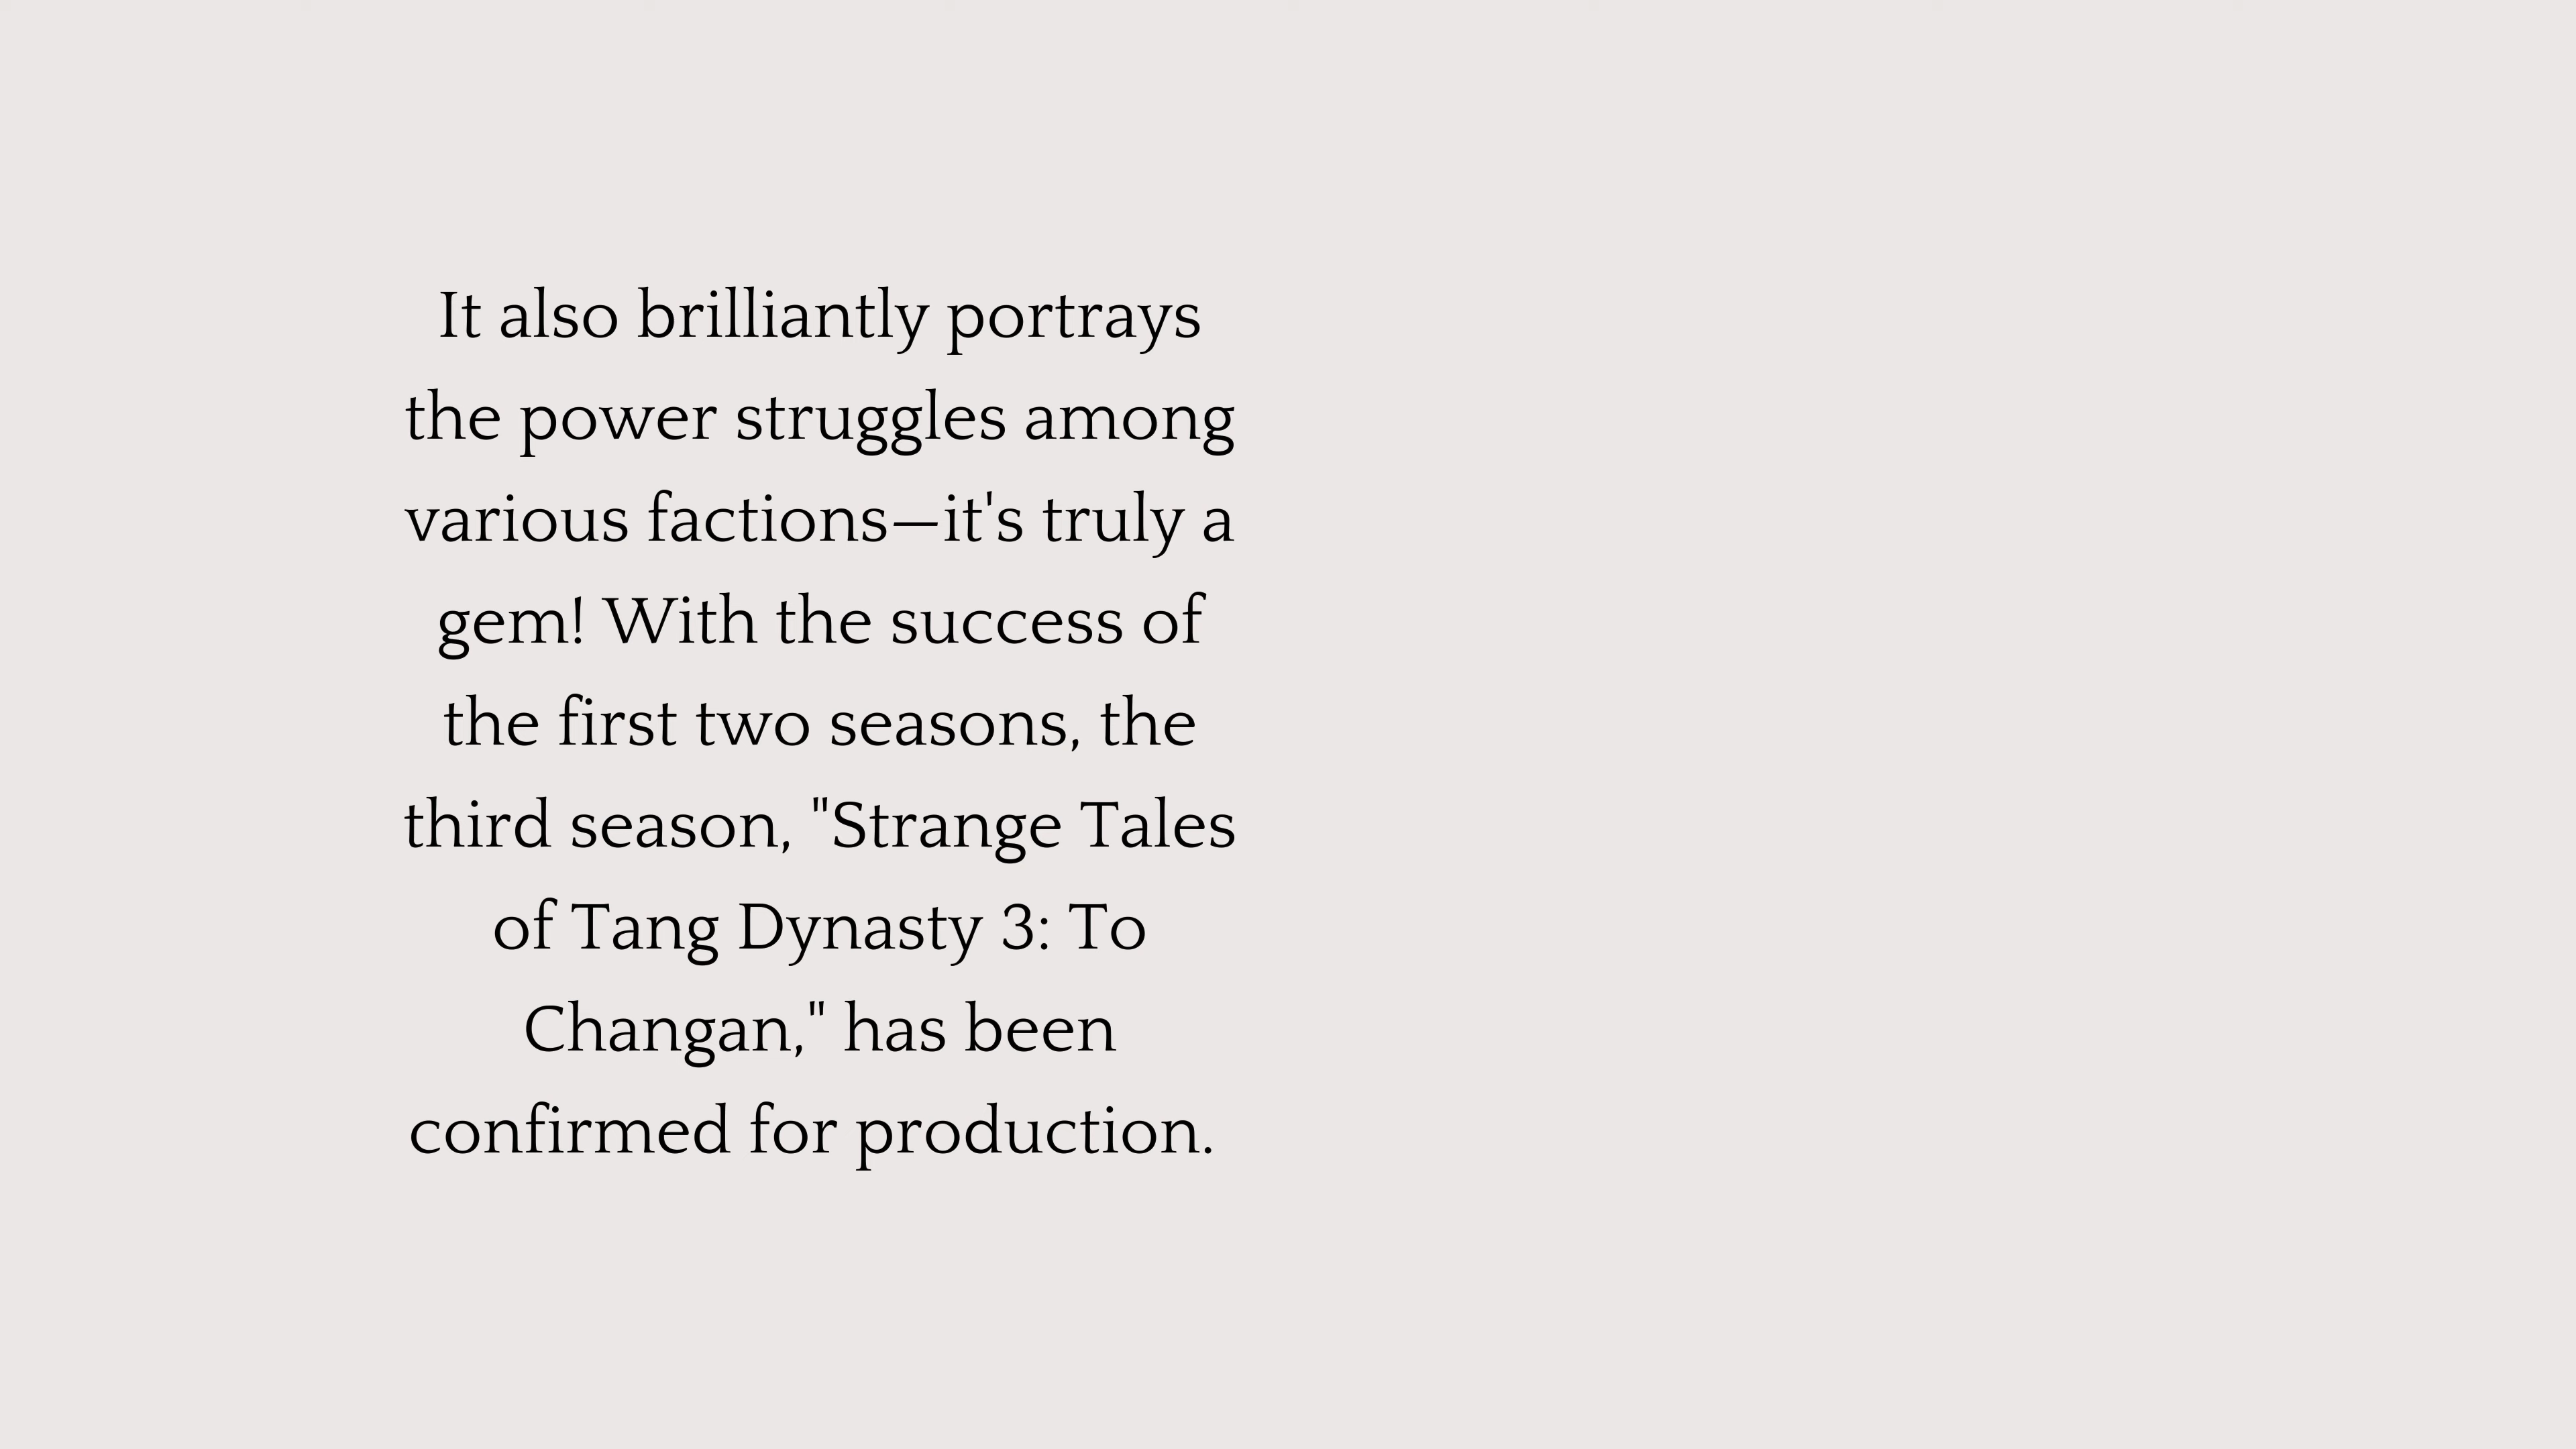 It also brilliantly portrays
the power struggles among
various factions—it's truly a
gem! With the success of
the first two seasons, the
third season, "Strange Tales
of Tang Dynasty 3: To
Changan," has been
confirmed for production.